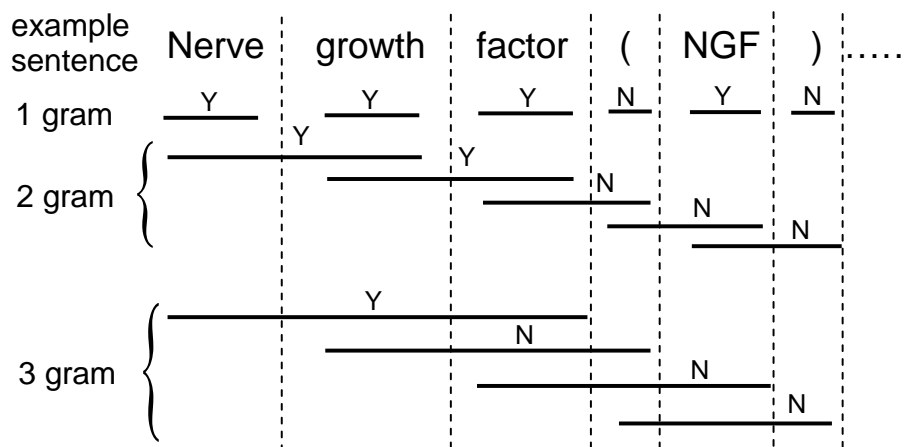 example sentence Nerve growth factor ( NGF ) .....
1 gram Y Y Y N Y N
2 gram Y
Y
N
N
N
3 gram Y
N
N
N